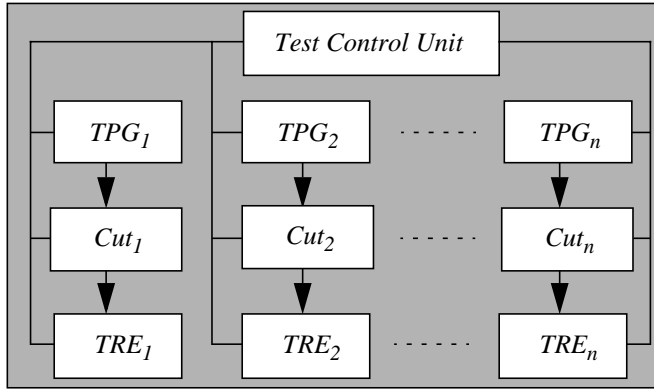 Test Control Unit
TPG1 TPG2 TPGn
Cut1 Cut2 Cutn
TRE1 TRE2 TREn